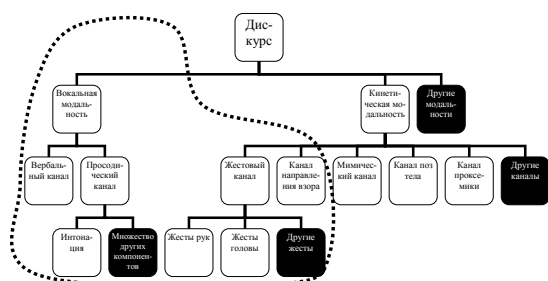 Дис-
курс
Вокальная
модаль-
ность
Кинети-
ческая мо-
дальность
Другие
модаль-
ности
Вербаль-
ный канал
Просоди-
ческий
канал
Жестовый
канал
Канал
направле-
ния взора
Мимичес-
кий канал
Канал поз
тела
Канал
проксе-
мики
Другие
каналы
Интона-
ция
Множество
других
компонен-
тов
Жесты рук
Жесты
головы
Другие
жесты